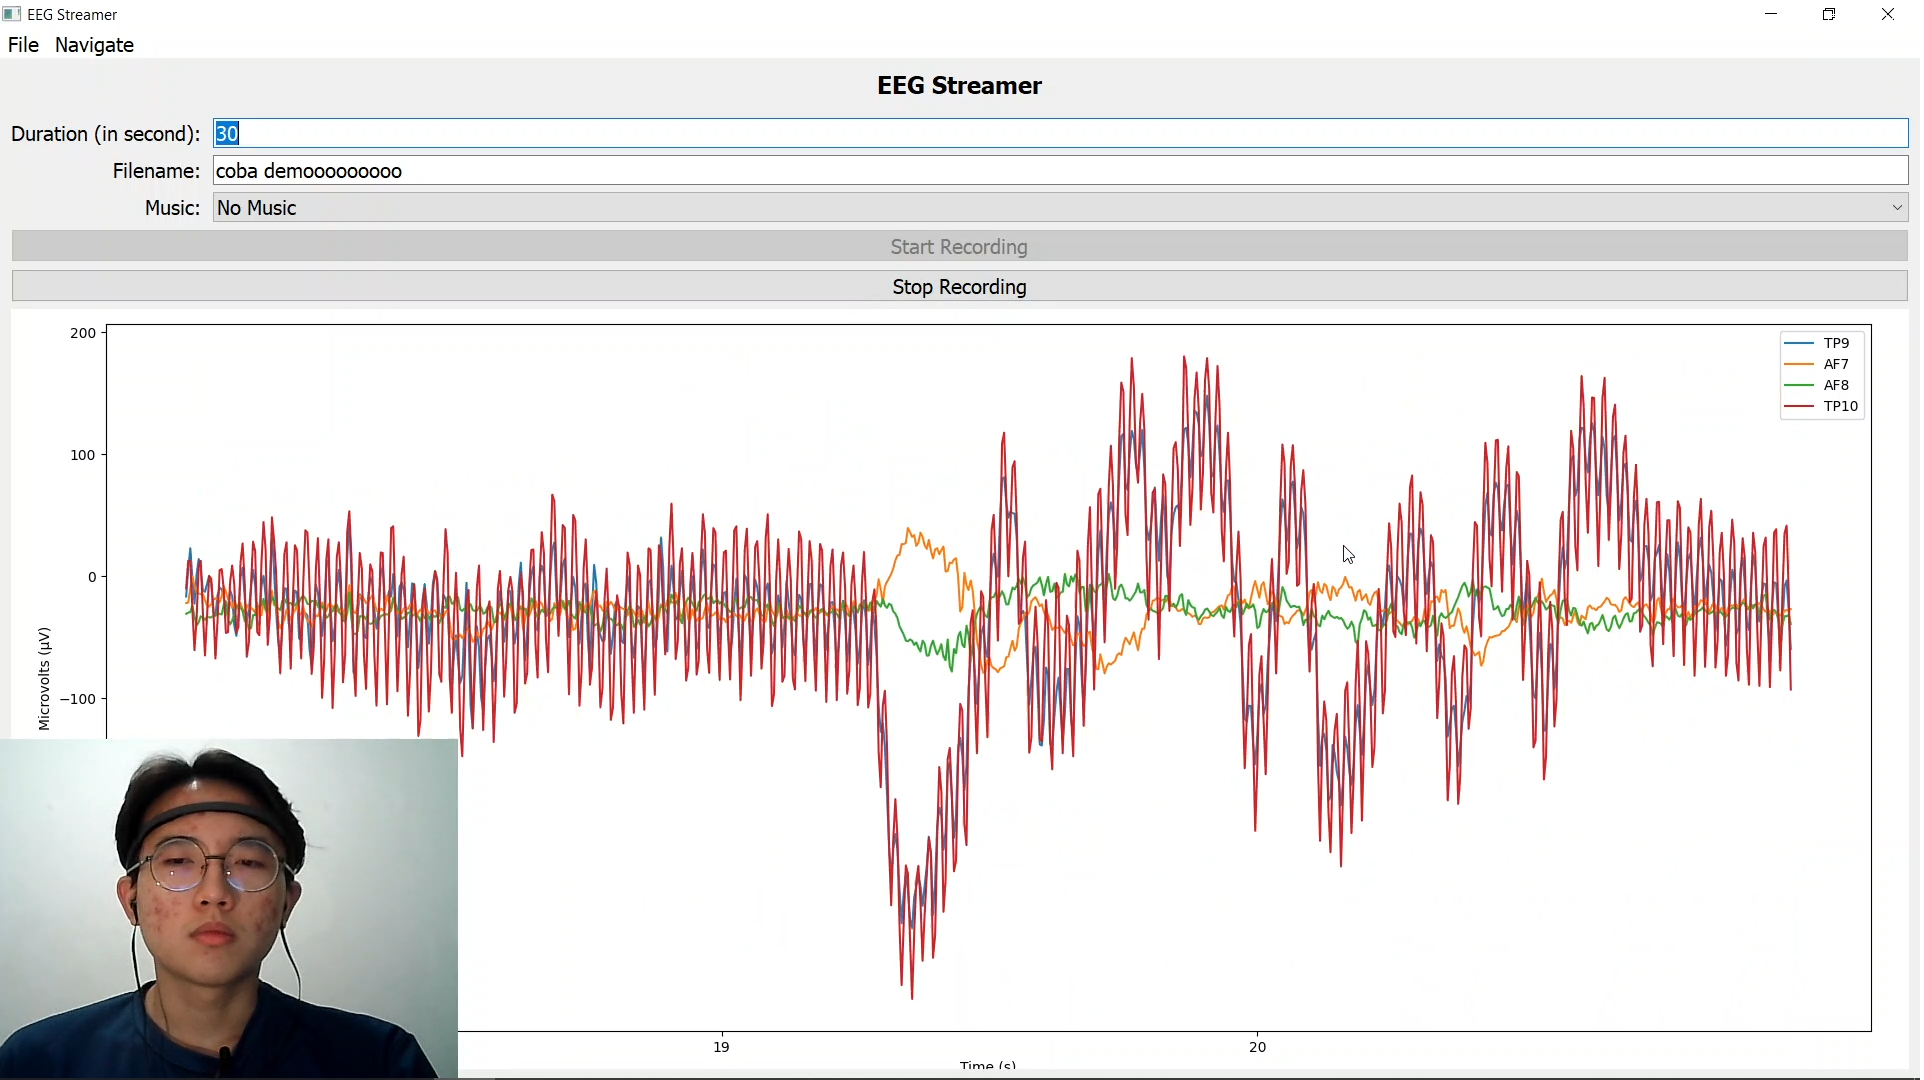 EEG Streamer
File Navigate
EEG Streamer
Duration (in second): 30
Filename: coba demooooooooo
Music: No Music
Start Recording
Stop Recording
200
100
0
−100
Microvolts (µV)
TP9
AF7
AF8
TP10
19
20
Time (s)